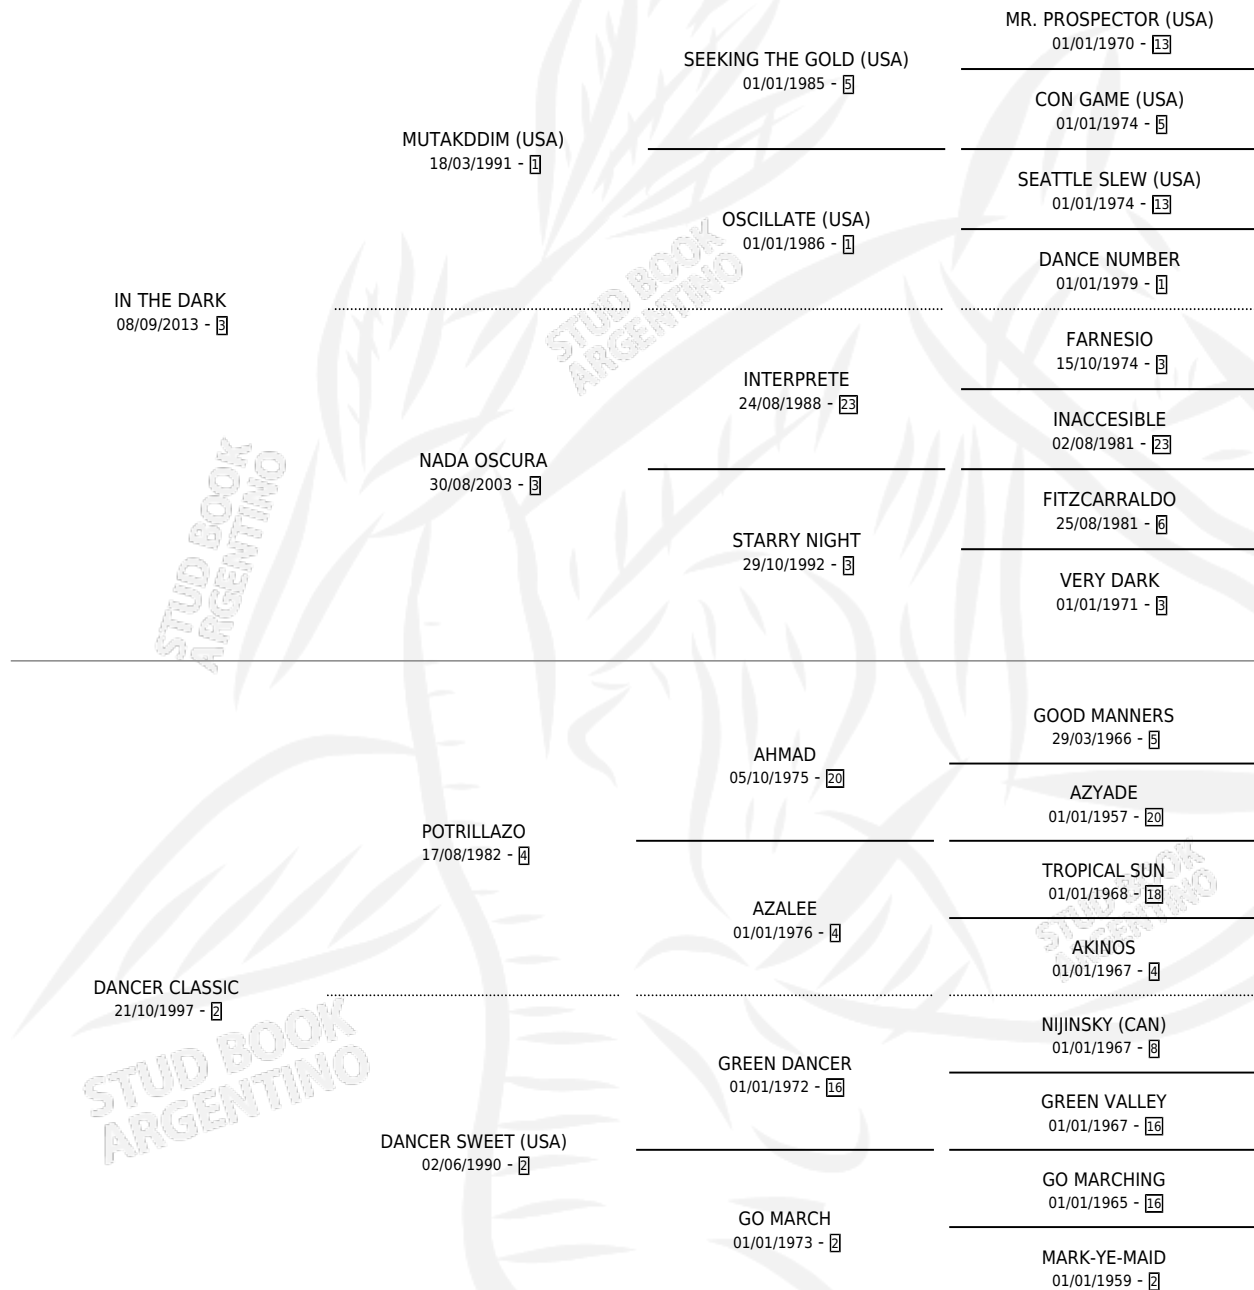 MR. PROSPECTOR (USA)
01/01/1970 - 13
SEEKING THE GOLD (USA)
01/01/1985 - 5
CON GAME (USA)
01/01/1974 - 5
MUTAKDDIM (USA)
18/03/1991 - 1
SEATTLE SLEW (USA)
01/01/1974 - 13
OSCILLATE (USA)
01/01/1986 - 1
DANCE NUMBER
01/01/1979 - 1
IN THE DARK
08/09/2013 - 3
FARNESIO
15/10/1974 - 3
INTERPRETE
24/08/1988 - 23
INACCESIBLE
02/08/1981 - 23
NADA OSCURA
30/08/2003 - 3
FITZCARRALDO
25/08/1981 - 6
STARRY NIGHT
29/10/1992 - 3
VERY DARK
01/01/1971 - 3
GOOD MANNERS
29/03/1966 - 5
AHMAD
05/10/1975 - 20
AZYADE
01/01/1957 - 20
POTRILLAZO
17/08/1982 - 4
TROPICAL SUN
01/01/1968 - 18
AZALEE
01/01/1976 - 4
AKINOS
01/01/1967 - 4
DANCER CLASSIC
21/10/1997 - 2
NIJINSKY (CAN)
01/01/1967 - 8
GREEN DANCER
01/01/1972 - 16
GREEN VALLEY
01/01/1967 - 16
DANCER SWEET (USA)
02/06/1990 - 2
GO MARCHING
01/01/1965 - 16
GO MARCH
01/01/1973 - 2
MARK-YE-MAID
01/01/1959 - 2
STUD BOOK
ARGENTINO
STUD BOOK
ARGENTINO
STUD BOOK
ARGENTINO
STUD BOOK
ARGENTINO